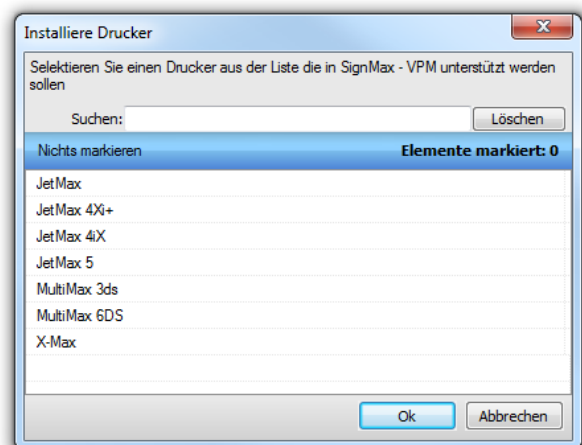 Installiere Drucker
Selektieren Sie einen Drucker aus der Liste die in SignMax - VPM unterstützt werden
sollen
Suchen: Löschen
Nichts markieren Elemente markiert: 0
JetMax
JetMax 4Xi+
JetMax 4iX
JetMax 5
MultiMax 3ds
MultiMax 6DS
X-Max
Ok Abbrechen